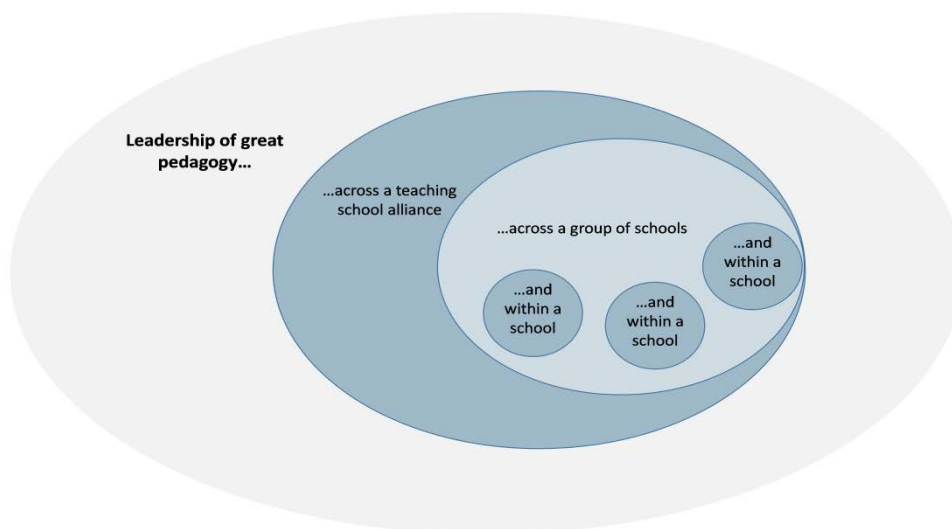 Leadership of great
pedagogy...
...across a teaching
school alliance
...across a group of schools
...and
within a
school
...and
within a
school
...and
within a
school